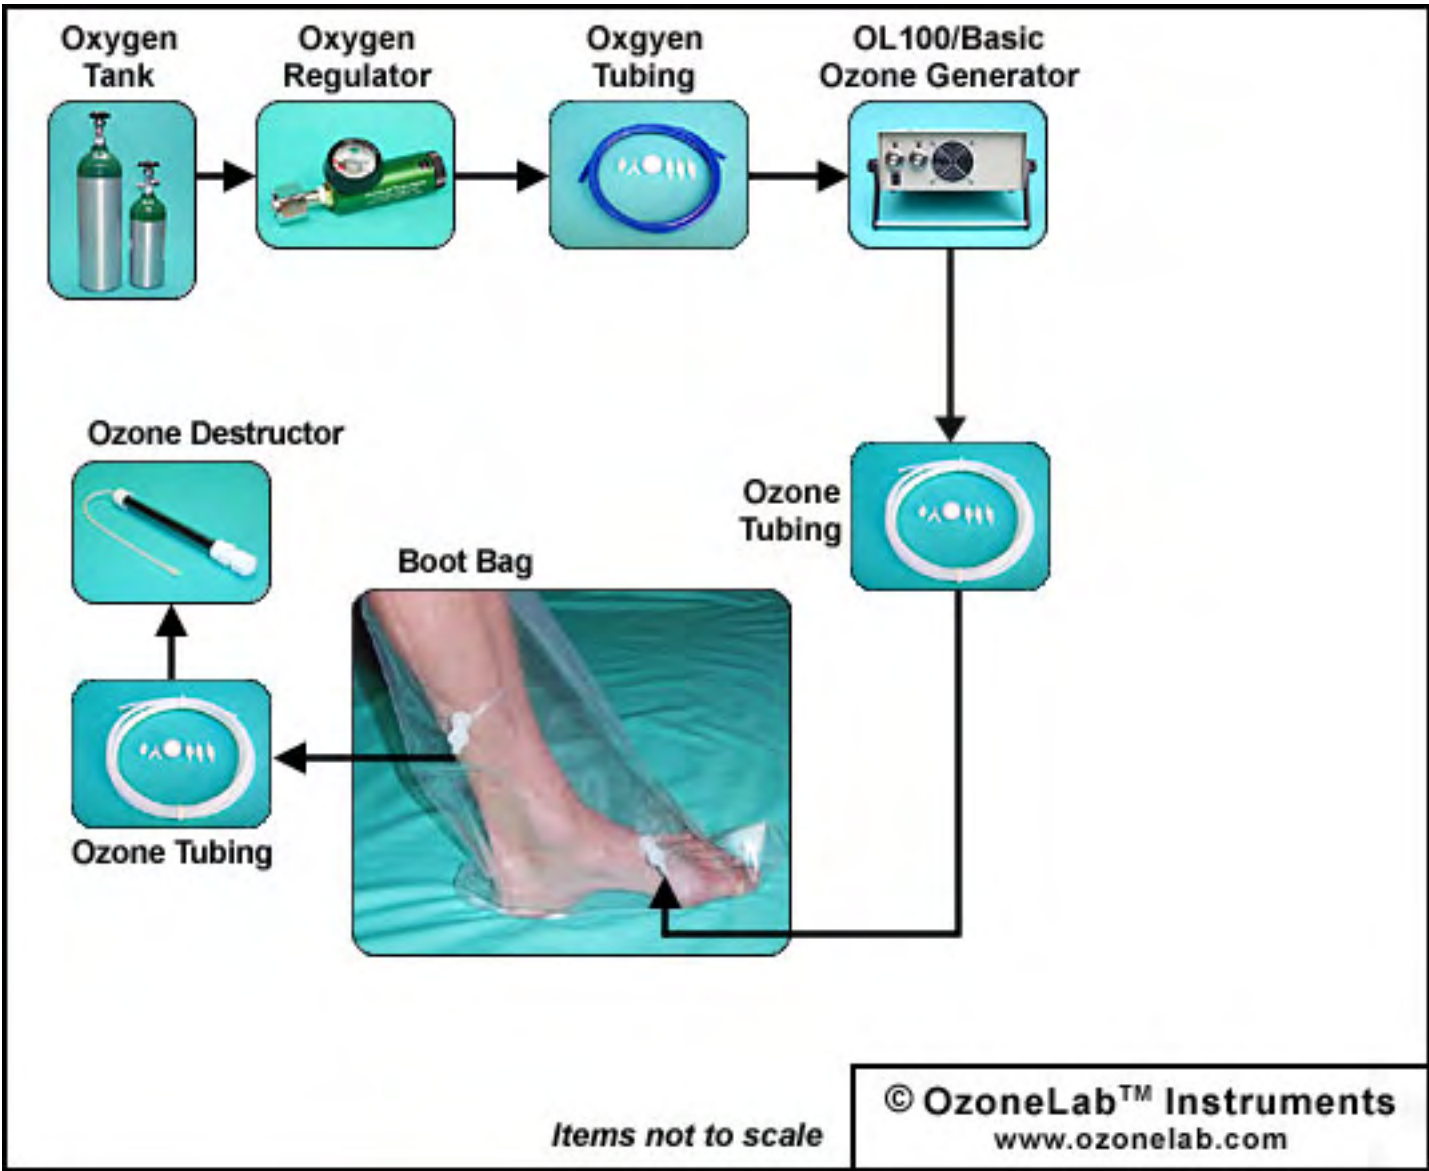 Oxygen
Tank
Oxygen
Regulator
Oxgyen
Tubing
OL100/Basic
Ozone Generator
Ozone Destructor
Ozone
Tubing
Boot Bag
Ozone Tubing
Items not to scale
© OzoneLab™ Instruments
www.ozonelab.com